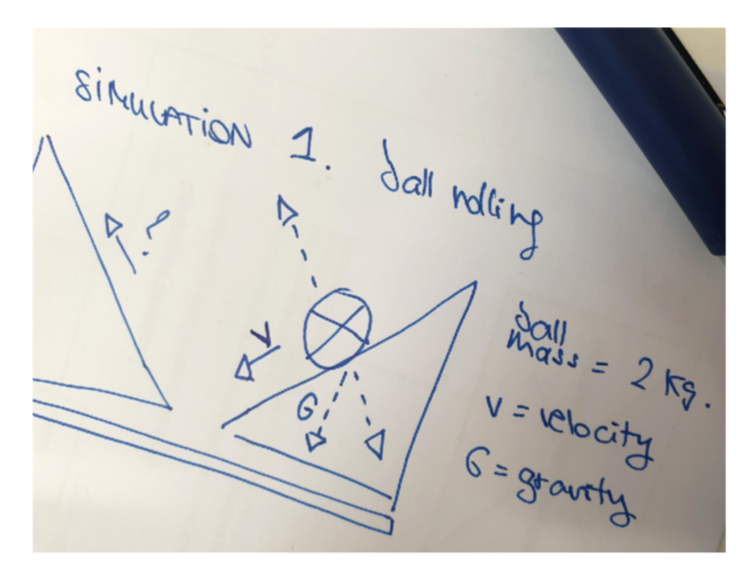 SIMULATION 1. Ball rolling
?
V
G
Ball
mass = 2 kg.
V = velocity
G = gravity